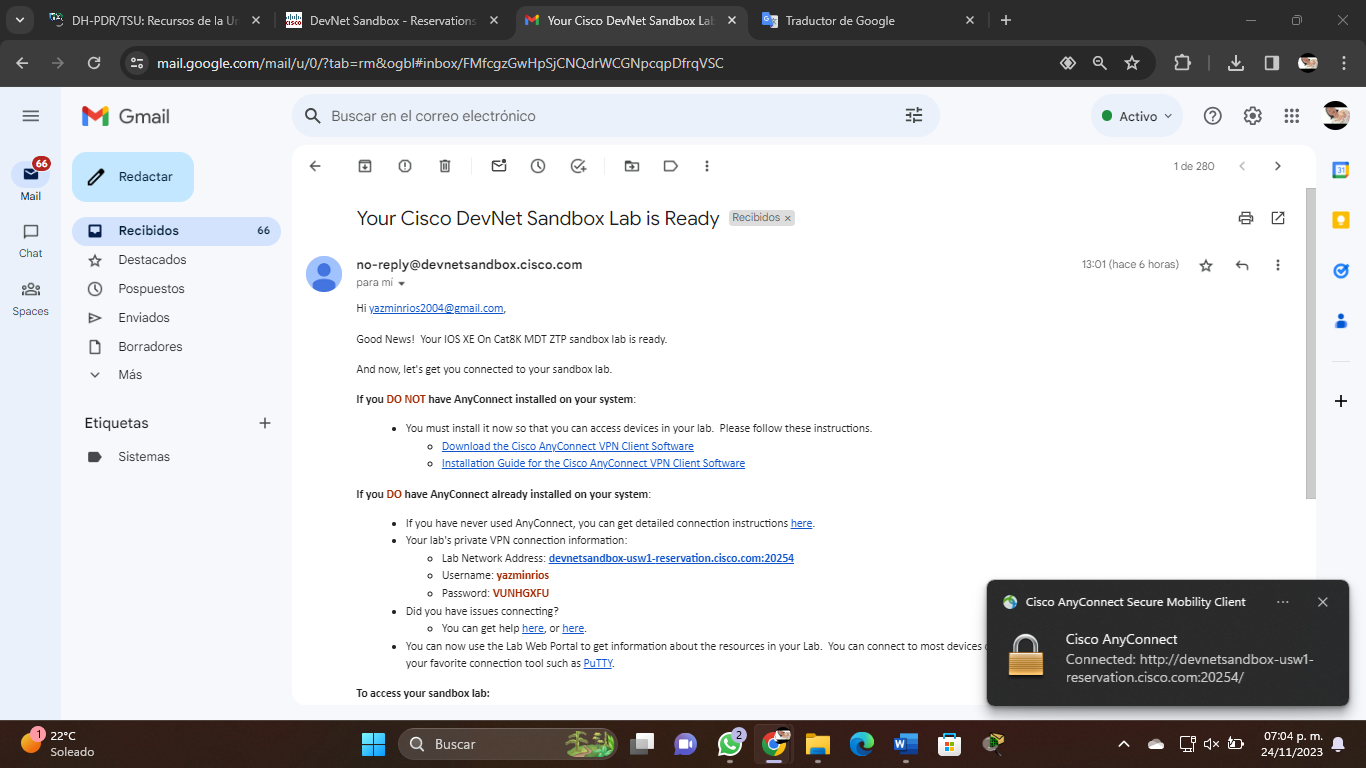 DH-PDR/TSU: Recursos de la Ur
DevNet Sandbox - Reservations
Your Cisco DevNet Sandbox Lab
Traductor de Google
mail.google.com/mail/u/0/?tab=rm&ogbl#inbox/FMfcgzGwHpSjCNQdrWCGNpcqpDfrqVSC
Gmail
Buscar en el correo electrónico
Activo
66
Mail
Chat
Spaces
Redactar
Recibidos 66
Destacados
Pospuestos
Enviados
Borradores
Más
Etiquetas
Sistemas
1 de 280
Your Cisco DevNet Sandbox Lab is Ready Recibidos ×
no-reply@devnetsandbox.cisco.com
13:01 (hace 6 horas)
para mí
Hi yazminrios2004@gmail.com,
Good News! Your IOS XE On Cat8K MDT ZTP sandbox lab is ready.
And now, let's get you connected to your sandbox lab.
If you DO NOT have AnyConnect installed on your system:
• You must install it now so that you can access devices in your lab. Please follow these instructions.
○ Download the Cisco AnyConnect VPN Client Software
○ Installation Guide for the Cisco AnyConnect VPN Client Software
If you DO have AnyConnect already installed on your system:
• If you have never used AnyConnect, you can get detailed connection instructions here.
• Your lab's private VPN connection information:
○ Lab Network Address: devnetsandbox-usw1-reservation.cisco.com:20254
○ Username: yazminrios
○ Password: VUNHGXFU
• Did you have issues connecting?
○ You can get help here, or here.
• You can now use the Lab Web Portal to get information about the resources in your Lab. You can connect to most devices
your favorite connection tool such as PuTTY.
To access your sandbox lab:
Cisco AnyConnect Secure Mobility Client
Cisco AnyConnect
Connected: http://devnetsandbox-usw1-
reservation.cisco.com:20254/
1
22°C
Soleado
Buscar
2
07:04 p. m.
24/11/2023